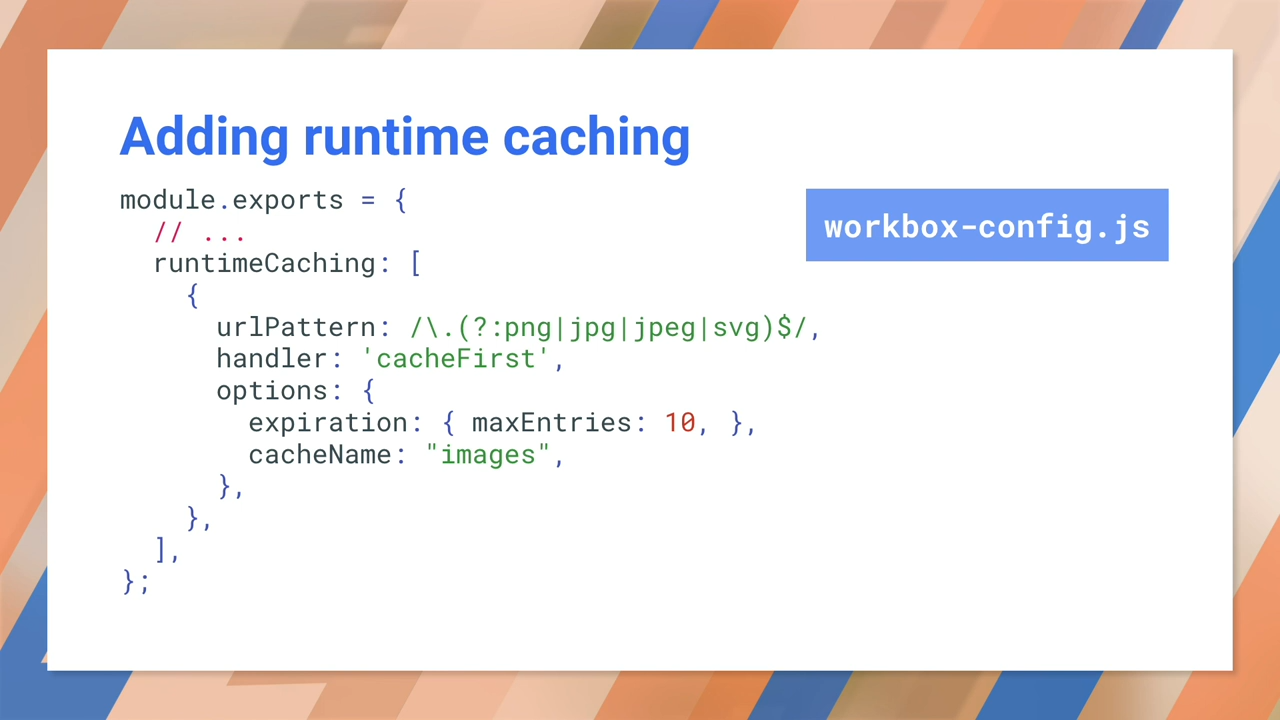 Adding runtime caching
workbox-config.js
module.exports = {
  // ...
  runtimeCaching: [
    {
      urlPattern: /\.(?:png|jpg|jpeg|svg)$/,
      handler: 'cacheFirst',
      options: {
        expiration: { maxEntries: 10, },
        cacheName: "images",
      },
    },
  ],
};